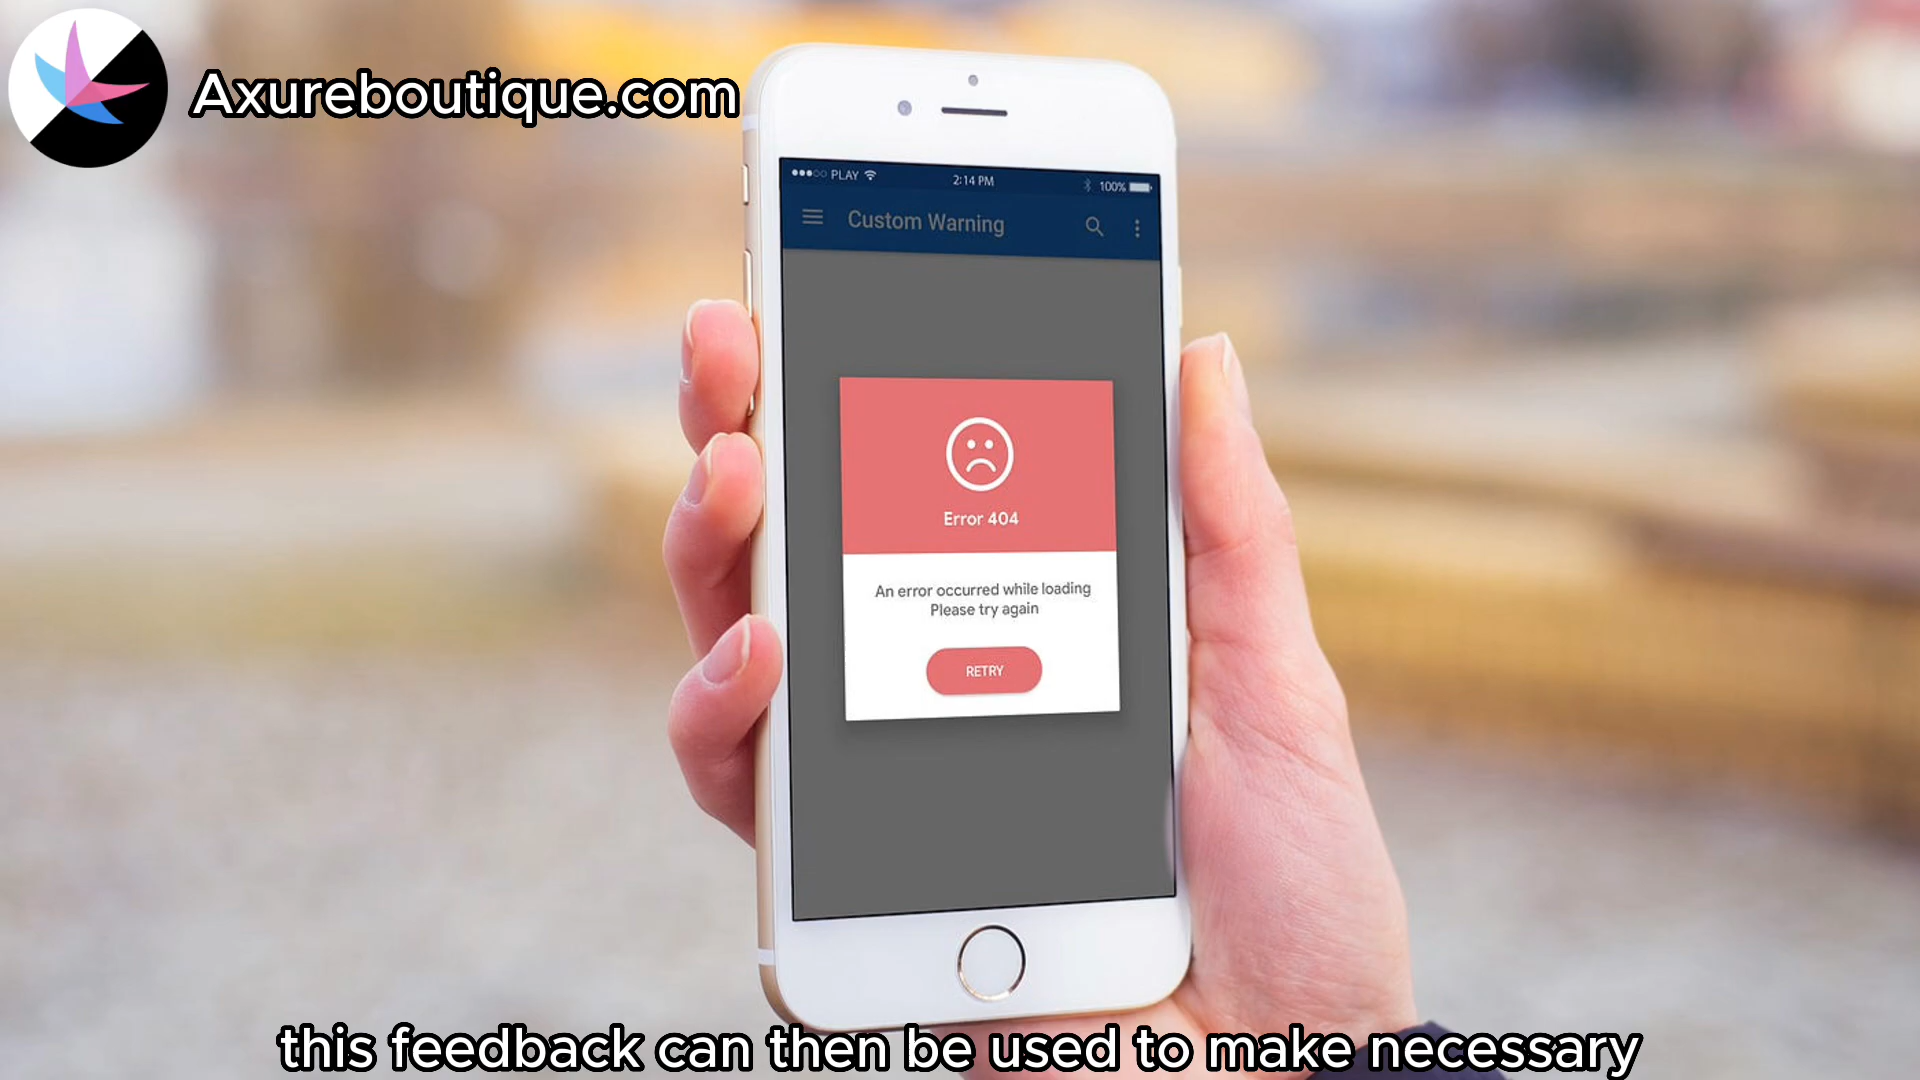 Axureboutique.com
PLAY
2:14 PM
100%
Custom Warning
Error 404
An error occurred while loading
Please try again
RETRY
this feedback can then be used to make necessary